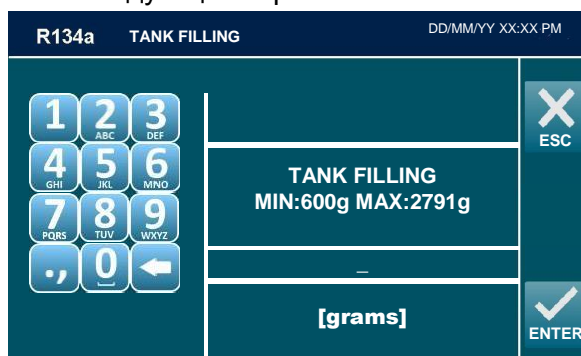 R134a TANK FILLING DD/MM/YY XX:XX PM
1 2 ABC 3 DEF
4 GHI 5 JKL 6 MNO
7 PQRS 8 TUV 9 WXYZ
., 0
ESC
TANK FILLING
MIN:600g MAX:2791g
_
[grams]
ENTER